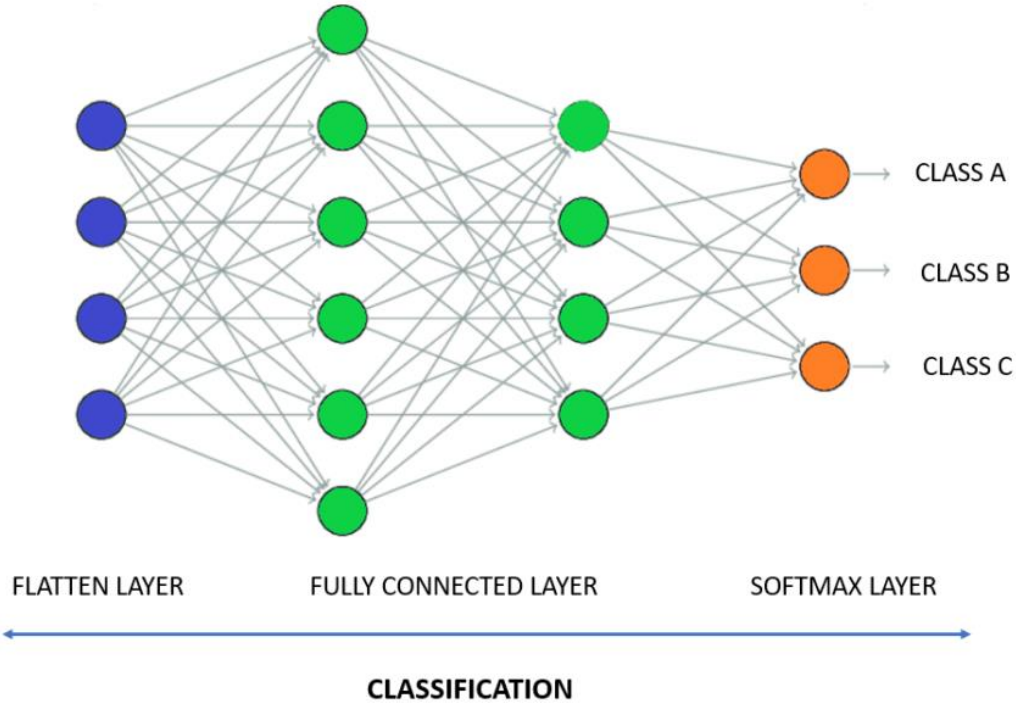 CLASS A
CLASS B
CLASS C
FLATTEN LAYER
FULLY CONNECTED LAYER
SOFTMAX LAYER
CLASSIFICATION